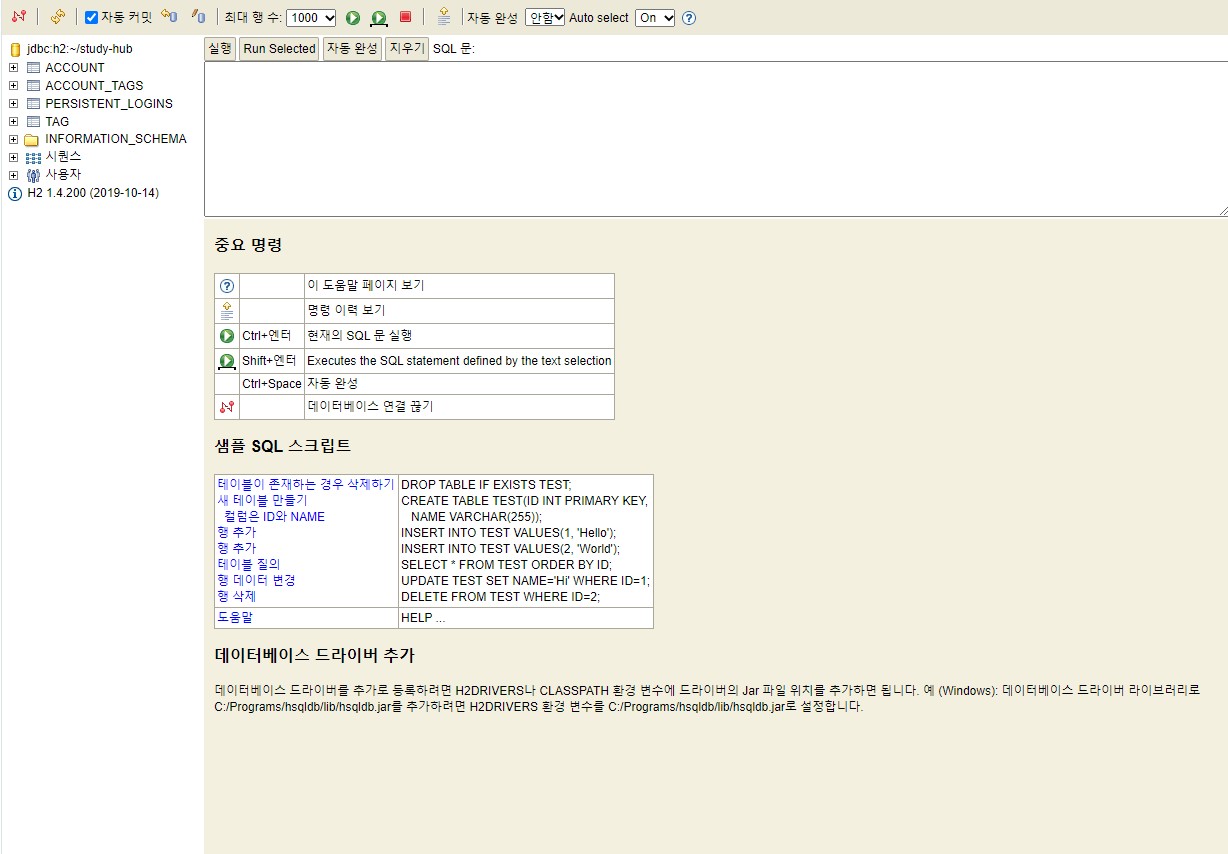 자동 커밋 최대 행 수: 1000 자동 완성 안함 Auto select On
jdbc:h2:~/study-hub
ACCOUNT
ACCOUNT_TAGS
PERSISTENT_LOGINS
TAG
INFORMATION_SCHEMA
시퀀스
사용자
H2 1.4.200 (2019-10-14)
실행 Run Selected 자동 완성 지우기 SQL 문:
중요 명령
이 도움말 페이지 보기
명령 이력 보기
Ctrl+엔터 현재의 SQL 문 실행
Shift+엔터 Executes the SQL statement defined by the text selection
Ctrl+Space 자동 완성
데이터베이스 연결 끊기
샘플 SQL 스크립트
테이블이 존재하는 경우 삭제하기 DROP TABLE IF EXISTS TEST;
새 테이블 만들기 CREATE TABLE TEST(ID INT PRIMARY KEY,
컬럼은 ID와 NAME NAME VARCHAR(255));
행 추가 INSERT INTO TEST VALUES(1, 'Hello');
행 추가 INSERT INTO TEST VALUES(2, 'World');
테이블 질의 SELECT * FROM TEST ORDER BY ID;
행 데이터 변경 UPDATE TEST SET NAME='Hi' WHERE ID=1;
행 삭제 DELETE FROM TEST WHERE ID=2;
도움말 HELP ...
데이터베이스 드라이버 추가
데이터베이스 드라이버를 추가로 등록하려면 H2DRIVERS나 CLASSPATH 환경 변수에 드라이버의 Jar 파일 위치를 추가하면 됩니다. 예 (Windows): 데이터베이스 드라이버 라이브러리로
C:/Programs/hsqldb/lib/hsqldb.jar를 추가하려면 H2DRIVERS 환경 변수를 C:/Programs/hsqldb/lib/hsqldb.jar로 설정합니다.